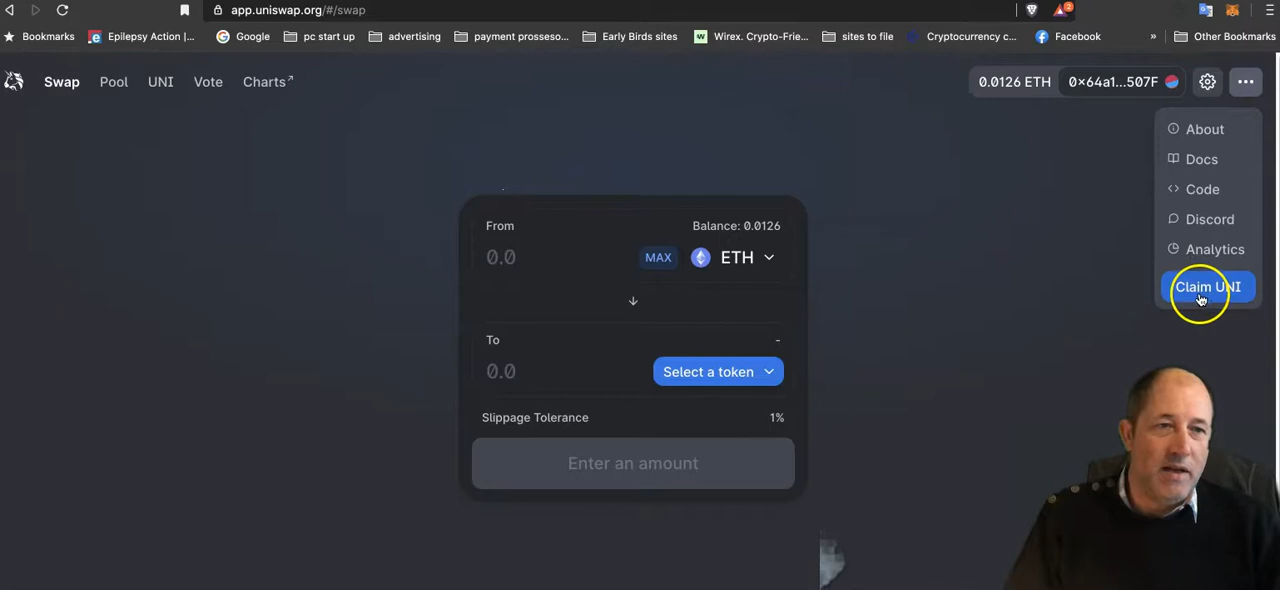 app.uniswap.org/#/swap
2
Bookmarks Epilepsy Action |... Google pc start up advertising payment prosseso... Early Birds sites Wirex. Crypto-Frie... sites to file Cryptocurrency c... Facebook » Other Bookmarks
Swap Pool UNI Vote Charts↗ 0.0126 ETH 0×64a1...507F
About
Docs
Code
Discord
Analytics
Claim UNI
From Balance: 0.0126
0.0 MAX ETH
To -
0.0 Select a token
Slippage Tolerance 1%
Enter an amount